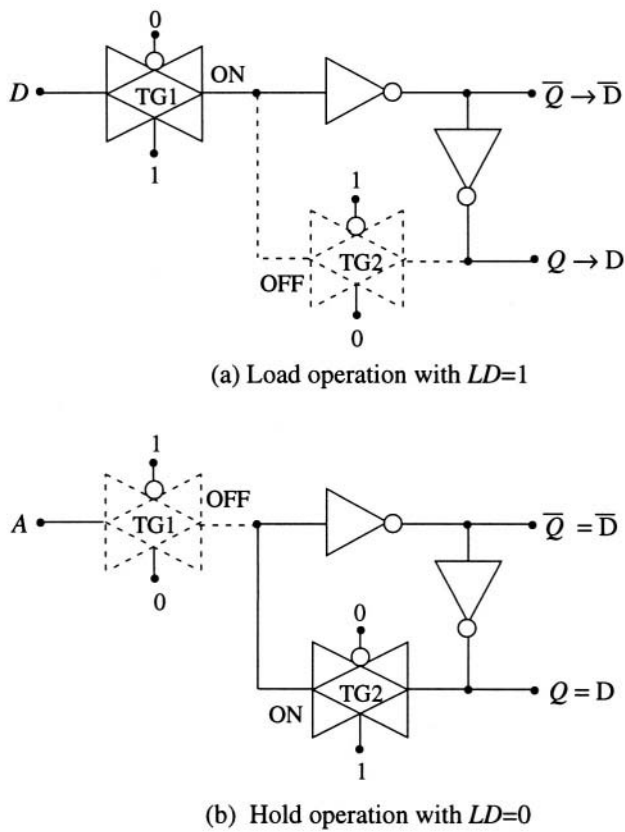 0
ON
D
TG1
Q̅ → D̅
1
1
TG2
OFF
Q → D
0
(a) Load operation with LD=1
1
OFF
A
TG1
Q̅ = D̅
0
0
TG2
ON
Q = D
1
(b) Hold operation with LD=0